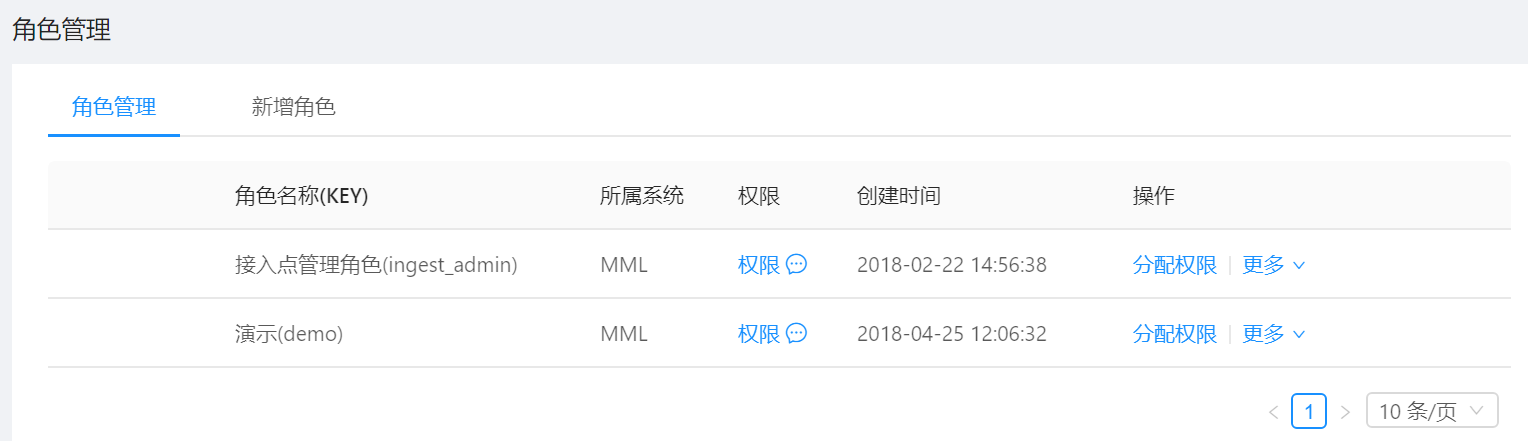 角色管理
角色管理 新增角色
角色名称(KEY) 所属系统 权限 创建时间 操作
接入点管理角色(ingest_admin) MML 权限 2018-02-22 14:56:38 分配权限 更多
演示(demo) MML 权限 2018-04-25 12:06:32 分配权限 更多
1 10 条/页